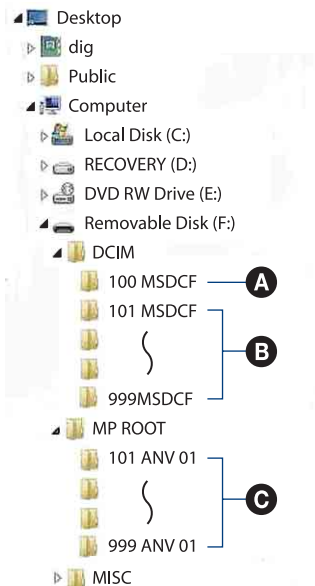 Desktop
dig
Public
Computer
Local Disk (C:)
RECOVERY (D:)
DVD RW Drive (E:)
Removable Disk (F:)
DCIM
100 MSDCF A
101 MSDCF
B
999MSDCF
MP ROOT
101 ANV 01
C
999 ANV 01
MISC